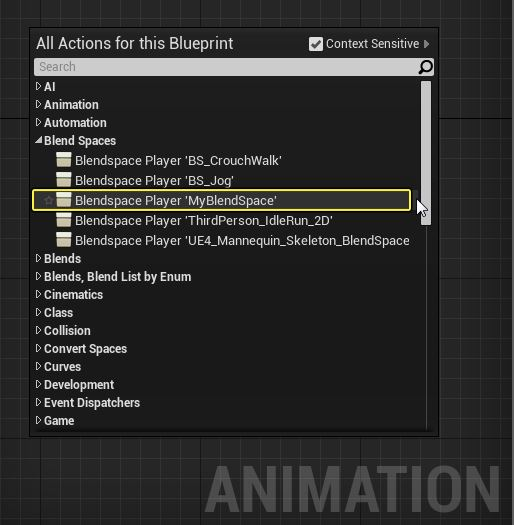 All Actions for this Blueprint
Context Sensitive
Search
AI
Animation
Automation
Blend Spaces
Blendspace Player 'BS_CrouchWalk'
Blendspace Player 'BS_Jog'
Blendspace Player 'MyBlendSpace'
Blendspace Player 'ThirdPerson_IdleRun_2D'
Blendspace Player 'UE4_Mannequin_Skeleton_BlendSpace
Blends
Blends, Blend List by Enum
Cinematics
Class
Collision
Convert Spaces
Curves
Development
Event Dispatchers
Game
ANIMATION